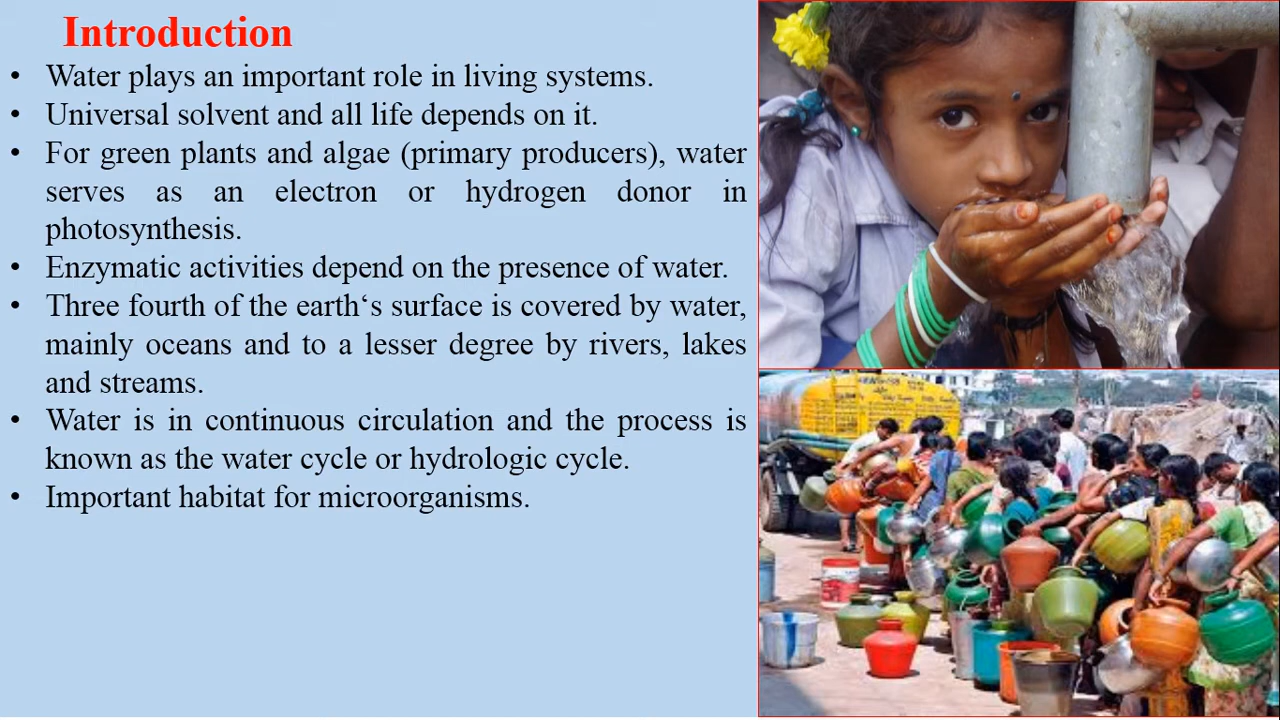 Introduction
• Water plays an important role in living systems.
• Universal solvent and all life depends on it.
• For green plants and algae (primary producers), water
serves as an electron or hydrogen donor in
photosynthesis.
• Enzymatic activities depend on the presence of water.
• Three fourth of the earth‘s surface is covered by water,
mainly oceans and to a lesser degree by rivers, lakes
and streams.
• Water is in continuous circulation and the process is
known as the water cycle or hydrologic cycle.
• Important habitat for microorganisms.